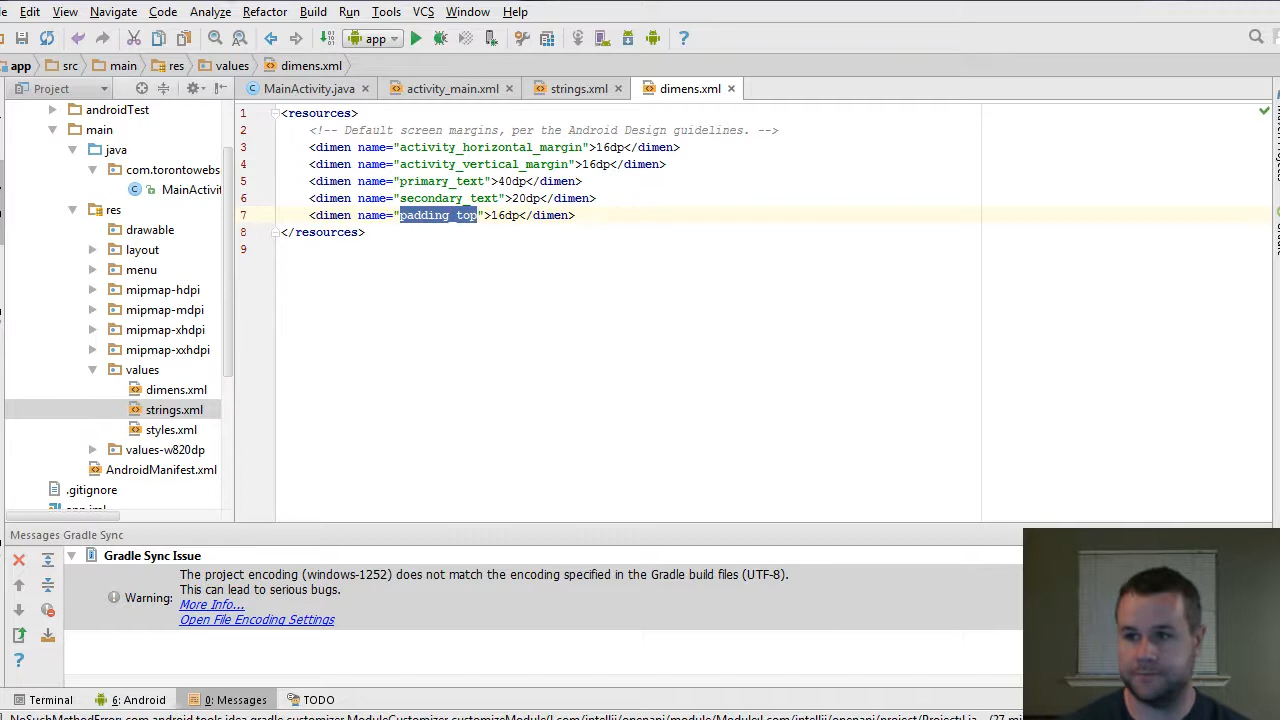 Edit View Navigate Code Analyze Refactor Build Run Tools VCS Window Help
app
app src main res values dimens.xml
Project MainActivity.java activity_main.xml strings.xml dimens.xml
androidTest
main
java
com.torontowebs
MainActivit
res
drawable
layout
menu
mipmap-hdpi
mipmap-mdpi
mipmap-xhdpi
mipmap-xxhdpi
values
dimens.xml
strings.xml
styles.xml
values-w820dp
AndroidManifest.xml
.gitignore
1 <resources>
2 <!-- Default screen margins, per the Android Design guidelines. -->
3 <dimen name="activity_horizontal_margin">16dp</dimen>
4 <dimen name="activity_vertical_margin">16dp</dimen>
5 <dimen name="primary_text">40dp</dimen>
6 <dimen name="secondary_text">20dp</dimen>
7 <dimen name="padding_top">16dp</dimen>
8 </resources>
9
Messages Gradle Sync
Gradle Sync Issue
The project encoding (windows-1252) does not match the encoding specified in the Gradle build files (UTF-8).
This can lead to serious bugs.
Warning:
More Info...
Open File Encoding Settings
Terminal 6: Android 0: Messages TODO